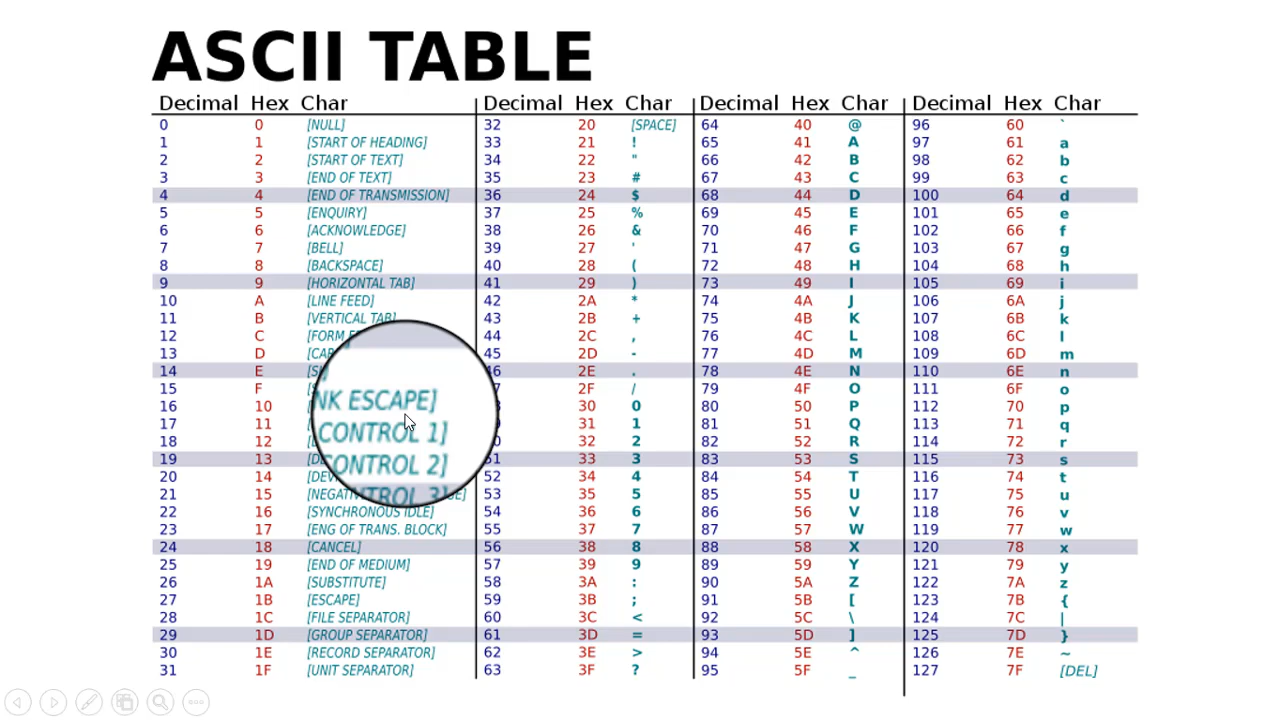 ASCII TABLE
Decimal Hex Char Decimal Hex Char Decimal Hex Char Decimal Hex Char
0 0 [NULL] 32 20 [SPACE] 64 40 @ 96 60 `
1 1 [START OF HEADING] 33 21 ! 65 41 A 97 61 a
2 2 [START OF TEXT] 34 22 " 66 42 B 98 62 b
3 3 [END OF TEXT] 35 23 # 67 43 C 99 63 c
4 4 [END OF TRANSMISSION] 36 24 $ 68 44 D 100 64 d
5 5 [ENQUIRY] 37 25 % 69 45 E 101 65 e
6 6 [ACKNOWLEDGE] 38 26 & 70 46 F 102 66 f
7 7 [BELL] 39 27 ' 71 47 G 103 67 g
8 8 [BACKSPACE] 40 28 ( 72 48 H 104 68 h
9 9 [HORIZONTAL TAB] 41 29 ) 73 49 I 105 69 i
10 A [LINE FEED] 42 2A * 74 4A J 106 6A j
11 B [VERTICAL TAB] 43 2B + 75 4B K 107 6B k
12 C [FORM 44 2C , 76 4C L 108 6C l
13 D 45 2D - 77 4D M 109 6D m
14 E 2E . 78 4E N 110 6E n
15 F 2F / 79 4F O 111 6F o
16 10 NK ESCAPE] 30 0 80 50 P 112 70 p
17 11 CONTROL 1] 31 1 81 51 Q 113 71 q
18 12 CONTROL 2] 32 2 82 52 R 114 72 r
19 13 51 33 3 83 53 S 115 73 s
20 14 TROL 3] 52 34 4 84 54 T 116 74 t
21 15 53 35 5 85 55 U 117 75 u
22 16 [SYNCHRONOUS IDLE] 54 36 6 86 56 V 118 76 v
23 17 [ENG OF TRANS. BLOCK] 55 37 7 87 57 W 119 77 w
24 18 [CANCEL] 56 38 8 88 58 X 120 78 x
25 19 [END OF MEDIUM] 57 39 9 89 59 Y 121 79 y
26 1A [SUBSTITUTE] 58 3A : 90 5A Z 122 7A z
27 1B [ESCAPE] 59 3B ; 91 5B [ 123 7B {
28 1C [FILE SEPARATOR] 60 3C < 92 5C \ 124 7C |
29 1D [GROUP SEPARATOR] 61 3D = 93 5D ] 125 7D }
30 1E [RECORD SEPARATOR] 62 3E > 94 5E ^ 126 7E ~
31 1F [UNIT SEPARATOR] 63 3F ? 95 5F _ 127 7F [DEL]